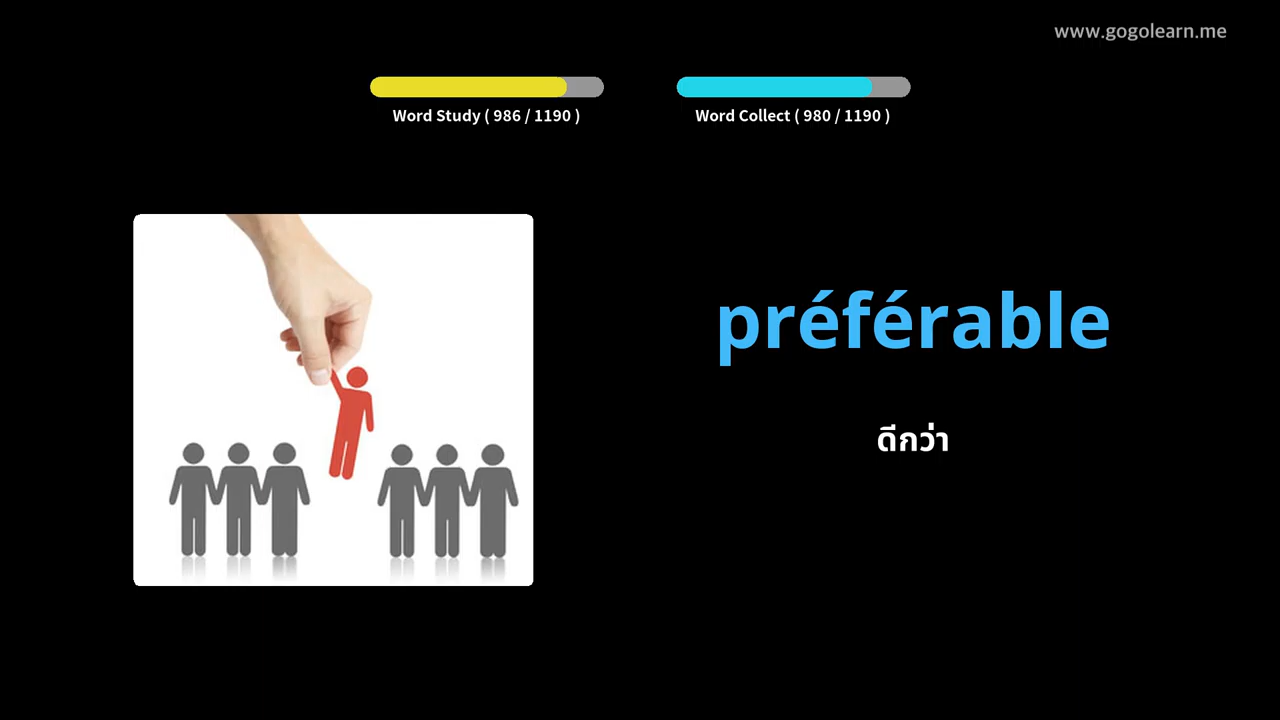 www.gogolearn.me
Word Study ( 986 / 1190 )
Word Collect ( 980 / 1190 )
préférable
ดีกว่า